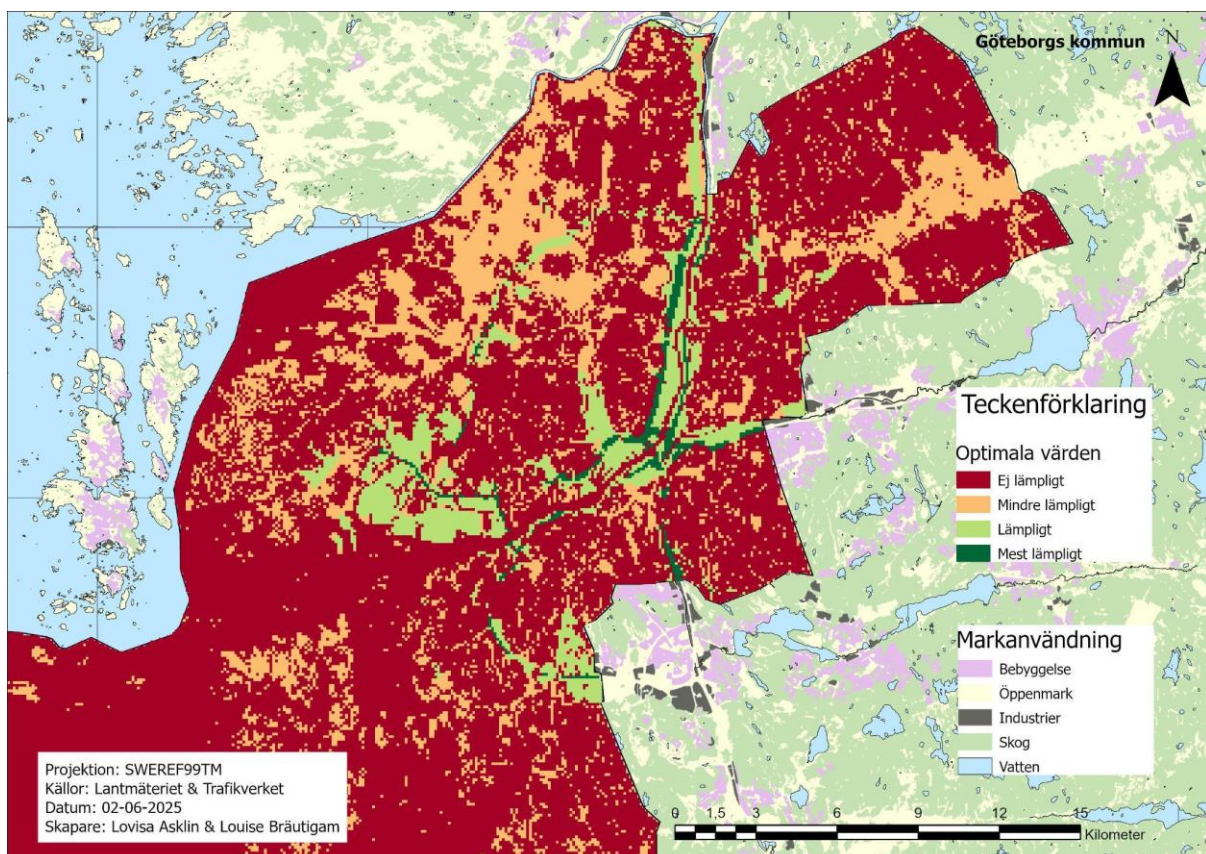 Göteborgs kommun
N
Teckenförklaring
Optimala värden
Ej lämpligt
Mindre lämpligt
Lämpligt
Mest lämpligt
Markanvändning
Bebyggelse
Öppenmark
Industrier
Skog
Vatten
Projektion: SWEREF99TM
Källor: Lantmäteriet & Trafikverket
Datum: 02-06-2025
Skapare: Lovisa Asklin & Louise Bräutigam
0 1,5 3 6 9 12 15
Kilometer